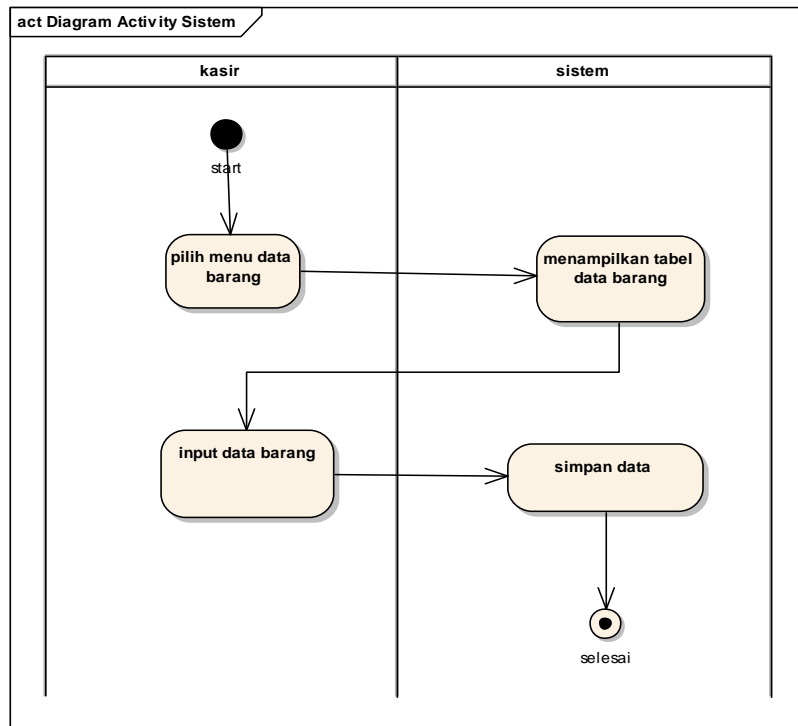 act Diagram Activity Sistem
kasir
sistem
start
pilih menu data
barang
menampilkan tabel
data barang
input data barang
simpan data
selesai